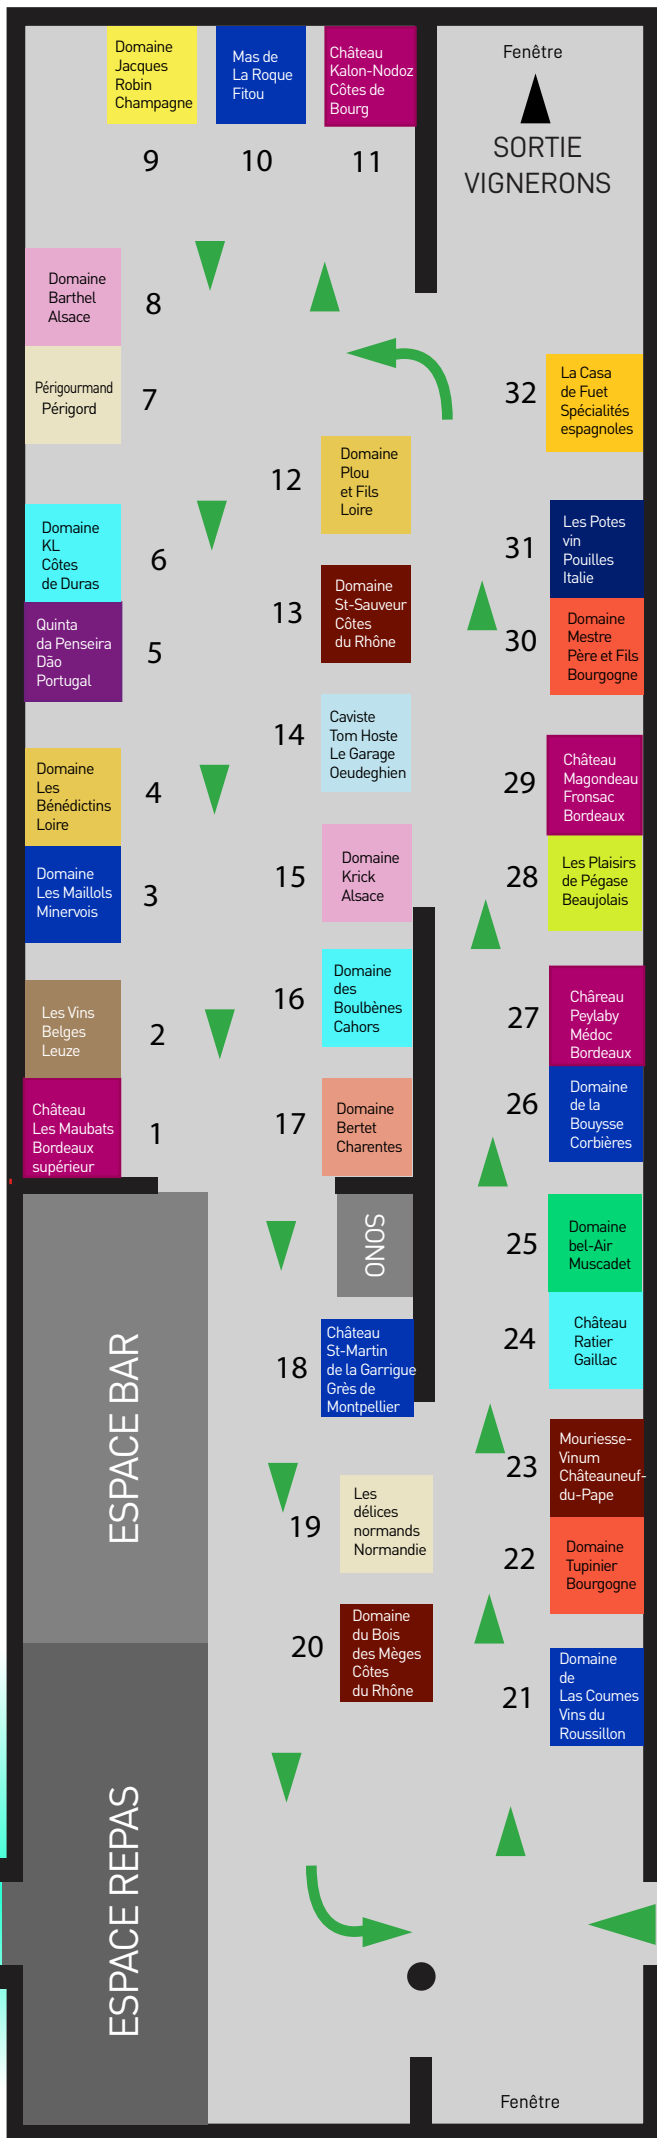 Domaine
Jacques
Robin
Champagne
9
Mas de
La Roque
Fitou
10
Château
Kalon-Nodoz
Côtes de
Bourg
11
Fenêtre
SORTIE
VIGNERONS
Domaine
Barthel
Alsace
8
Périgourmand
Périgord
7
Domaine
KL
Côtes
de Duras
6
Quinta
da Penseira
Dão
Portugal
5
Domaine
Les
Bénédictins
Loire
4
Domaine
Les Maillols
Minervois
3
Les Vins
Belges
Leuze
2
Château
Les Maubats
Bordeaux
supérieur
1
12
Domaine
Plou
et Fils
Loire
13
Domaine
St-Sauveur
Côtes
du Rhône
14
Caviste
Tom Hoste
Le Garage
Oeudeghien
15
Domaine
Krick
Alsace
16
Domaine
des
Boulbènes
Cahors
17
Domaine
Bertet
Charentes
SONO
18
Château
St-Martin
de la Garrigue
Grès de
Montpellier
19
Les
délices
normands
Normandie
20
Domaine
du Bois
des Mèges
Côtes
du Rhône
32
La Casa
de Fuet
Spécialités
espagnoles
31
Les Potes
vin
Pouilles
Italie
30
Domaine
Mestre
Père et Fils
Bourgogne
29
Château
Magondeau
Fronsac
Bordeaux
28
Les Plaisirs
de Pégase
Beaujolais
27
Châreau
Peylaby
Médoc
Bordeaux
26
Domaine
de la
Bouysse
Corbières
25
Domaine
bel-Air
Muscadet
24
Château
Ratier
Gaillac
23
Mouriesse-
Vinum
Châteauneuf-
du-Pape
22
Domaine
Tupinier
Bourgogne
21
Domaine
de
Las Coumes
Vins du
Roussillon
ESPACE BAR
ESPACE REPAS
Fenêtre